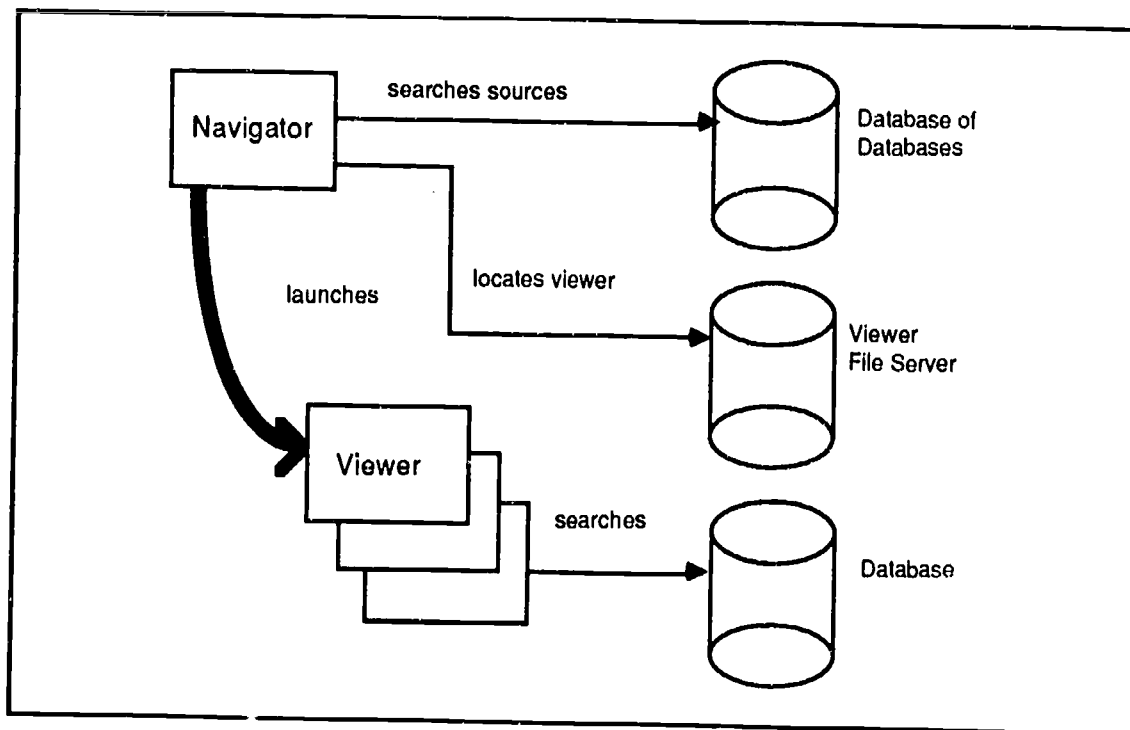 searches sources
Navigator
Database of
Databases
launches
locates viewer
Viewer
File Server
Viewer
searches
Database